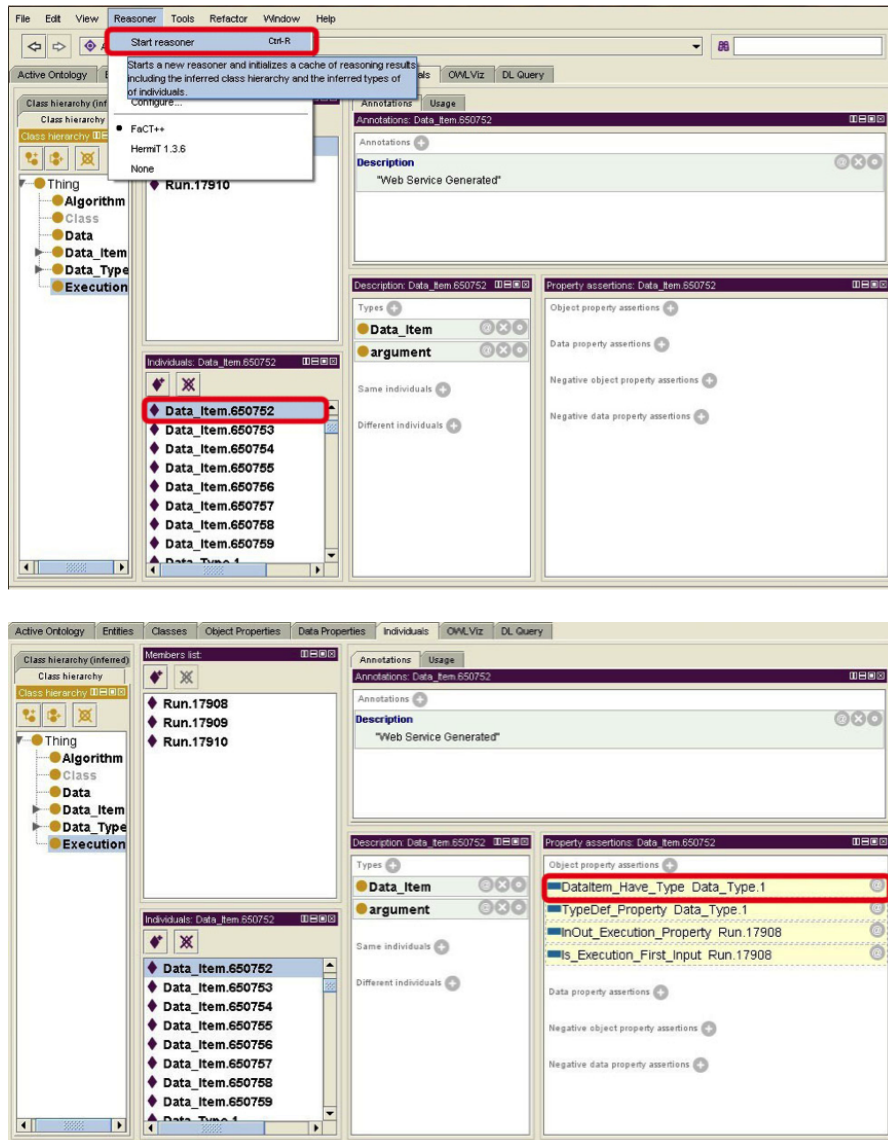 File Edit View Reasoner Tools Refactor Window Help
Start reasoner Ctrl-R
Starts a new reasoner and initializes a cache of reasoning results
including the inferred class hierarchy and the inferred types of
of individuals.
Configure...
FaCT++
HermiT 1.3.6
None
Active Ontology OWLViz DL Query
Class hierarchy
Class hierarchy
Thing
Algorithm
Class
Data
Data_Item
Data_Type
Execution
Run.17910
Individuals: Data_Item.650752
Data_Item.650752
Data_Item.650753
Data_Item.650754
Data_Item.650755
Data_Item.650756
Data_Item.650757
Data_Item.650758
Data_Item.650759
Data_Type.1
Annotations Usage
Annotations: Data_Item.650752
Annotations
Description
"Web Service Generated"
Description: Data_Item.650752
Types
Data_Item
argument
Same individuals
Different individuals
Property assertions: Data_Item.650752
Object property assertions
Data property assertions
Negative object property assertions
Negative data property assertions
Active Ontology Entities Classes Object Properties Data Properties Individuals OWLViz DL Query
Class hierarchy (inferred)
Class hierarchy
Class hierarchy
Thing
Algorithm
Class
Data
Data_Item
Data_Type
Execution
Members list:
Run.17908
Run.17909
Run.17910
Individuals: Data_Item.650752
Data_Item.650752
Data_Item.650753
Data_Item.650754
Data_Item.650755
Data_Item.650756
Data_Item.650757
Data_Item.650758
Data_Item.650759
Data_Type.1
Annotations Usage
Annotations: Data_Item.650752
Annotations
Description
"Web Service Generated"
Description: Data_Item.650752
Types
Data_Item
argument
Same individuals
Different individuals
Property assertions: Data_Item.650752
Object property assertions
DataItem_Have_Type Data_Type.1
TypeDef_Property Data_Type.1
InOut_Execution_Property Run.17908
Is_Execution_First_Input Run.17908
Data property assertions
Negative object property assertions
Negative data property assertions